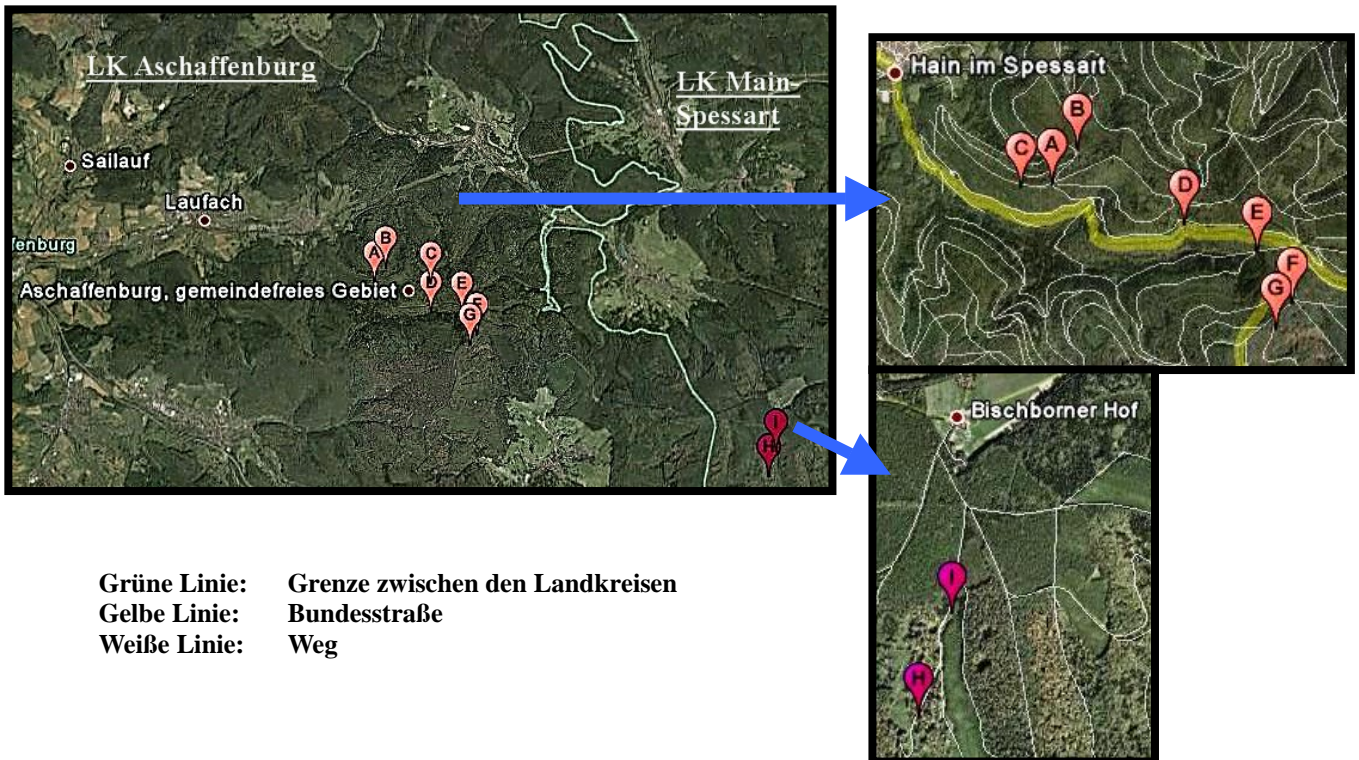 LK Aschaffenburg
LK Main-
Spessart
Sailauf
Laufach
fenburg
B
A
C
Aschaffenburg, gemeindefreies Gebiet
D
E
F
G
I
H
Hain im Spessart
B
C
A
D
E
F
G
Bischborner Hof
I
H
Grüne Linie: Grenze zwischen den Landkreisen
Gelbe Linie: Bundesstraße
Weiße Linie: Weg